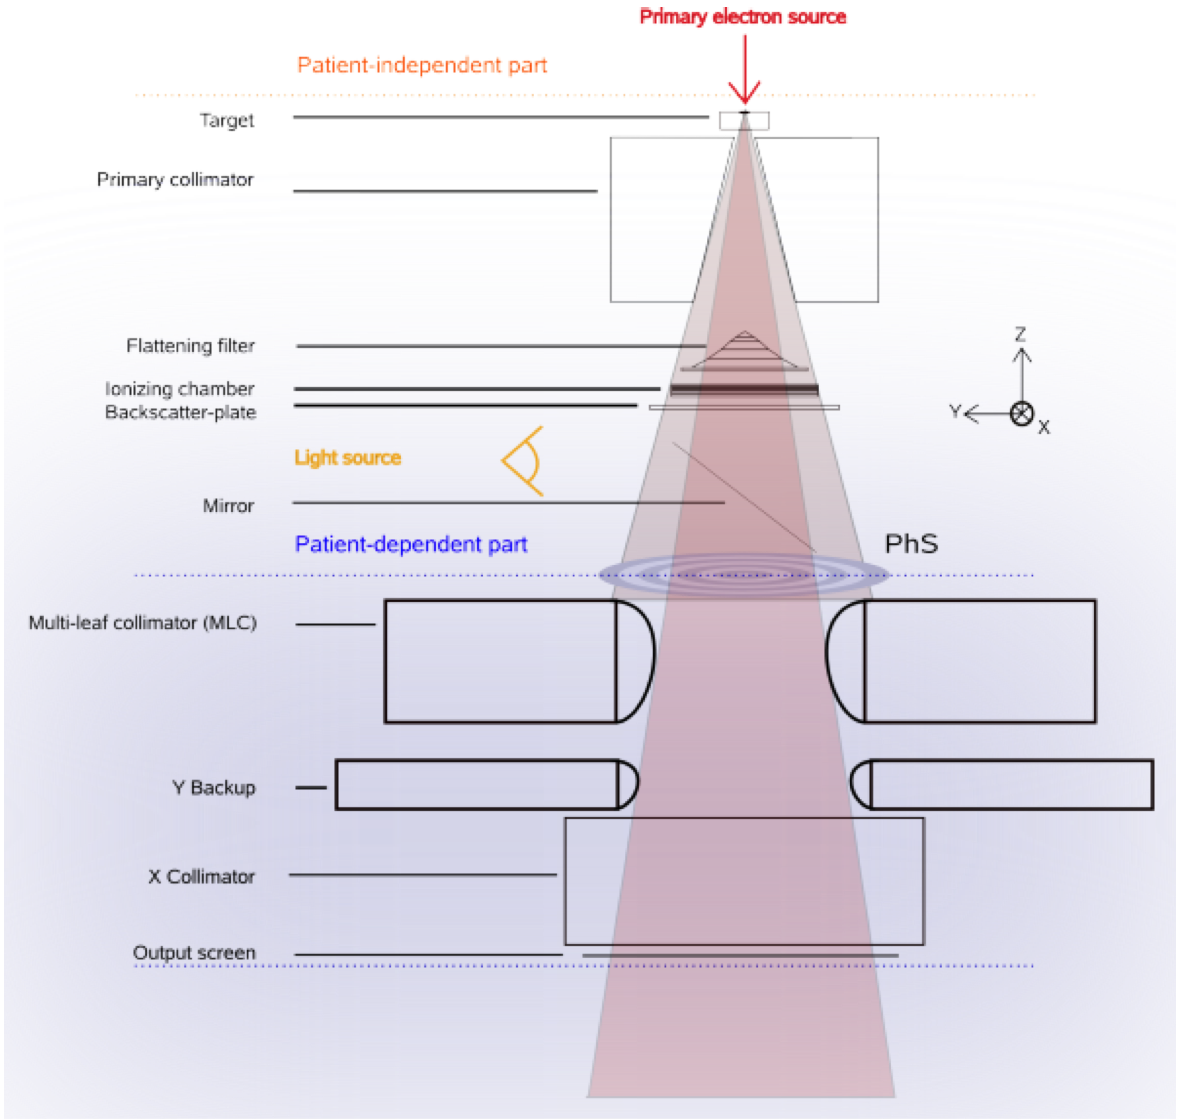 Primary electron source
Patient-independent part
Target
Primary collimator
Flattening filter
Ionizing chamber
Backscatter-plate
Z
Y
X
Light source
Mirror
Patient-dependent part
PhS
Multi-leaf collimator (MLC)
Y Backup
X Collimator
Output screen